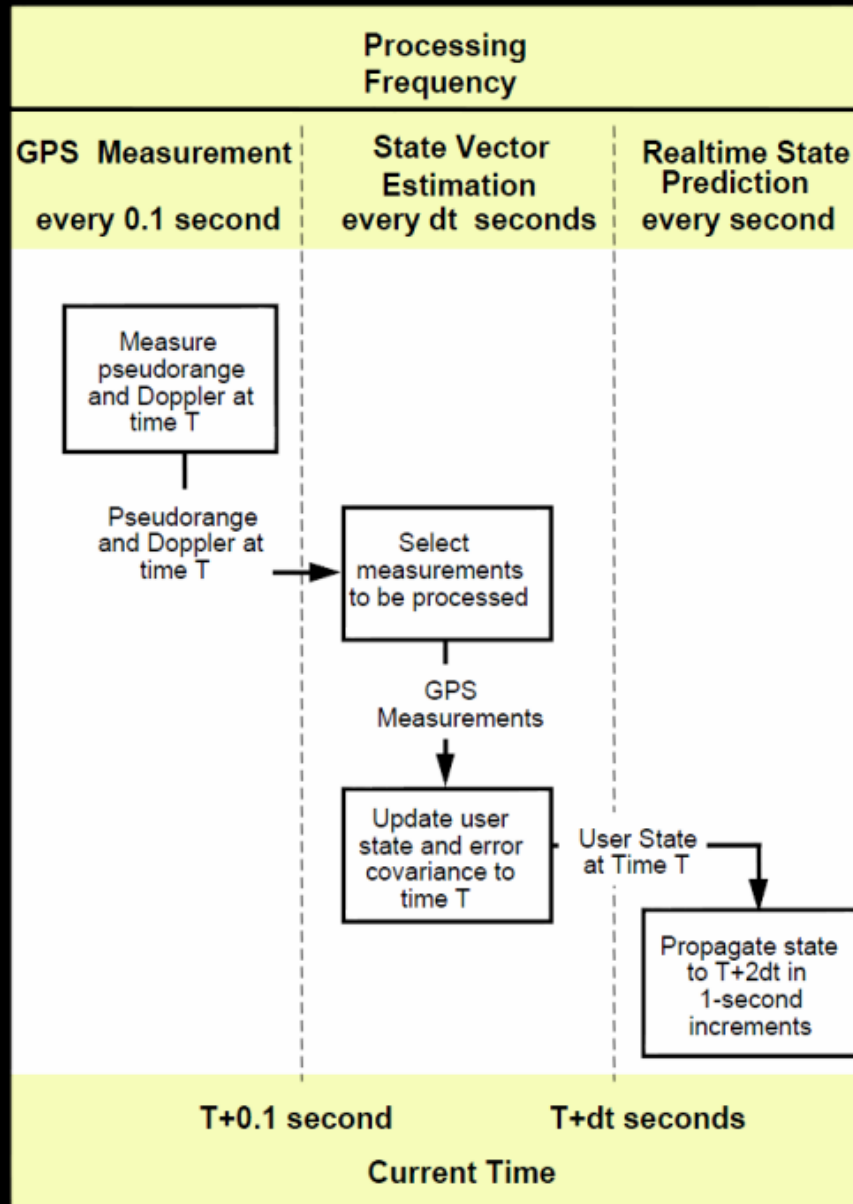 Processing
Frequency
GPS Measurement
every 0.1 second
State Vector
Estimation
every dt seconds
Realtime State
Prediction
every second
Measure
pseudorange
and Doppler at
time T
Pseudorange
and Doppler at
time T
Select
measurements
to be processed
GPS
Measurements
Update user
state and error
covariance to
time T
User State
at Time T
Propagate state
to T+2dt in
1-second
increments
T+0.1 second
T+dt seconds
Current Time